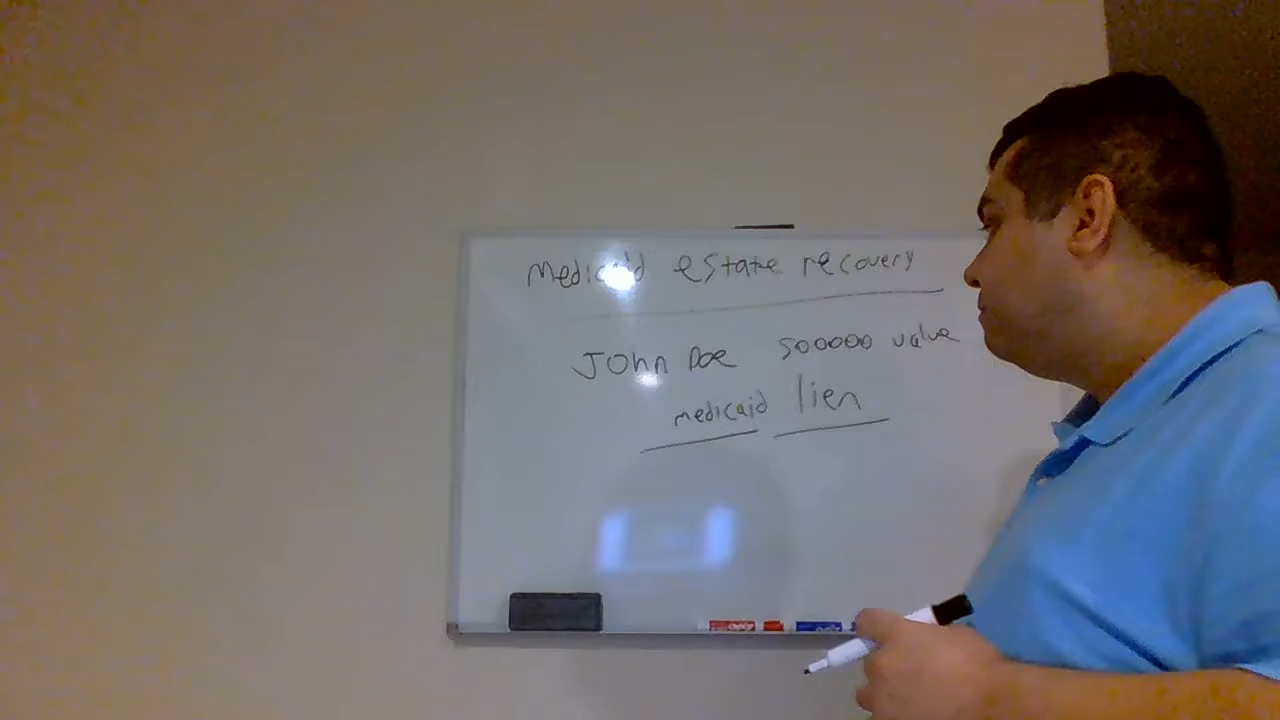 Medicaid estate recovery
John Doe 500000 value
medicaid lien